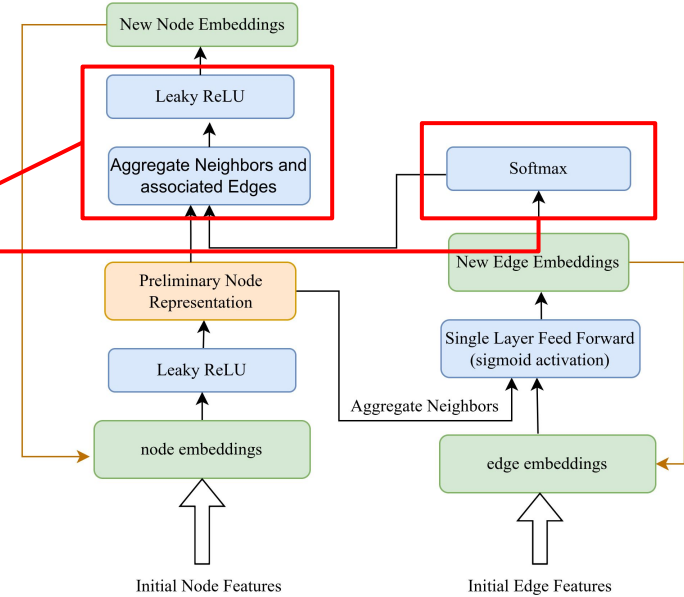 New Node Embeddings
Leaky ReLU
Aggregate Neighbors and
associated Edges
Softmax
New Edge Embeddings
Preliminary Node
Representation
Single Layer Feed Forward
(sigmoid activation)
Leaky ReLU
Aggregate Neighbors
node embeddings
edge embeddings
Initial Node Features
Initial Edge Features